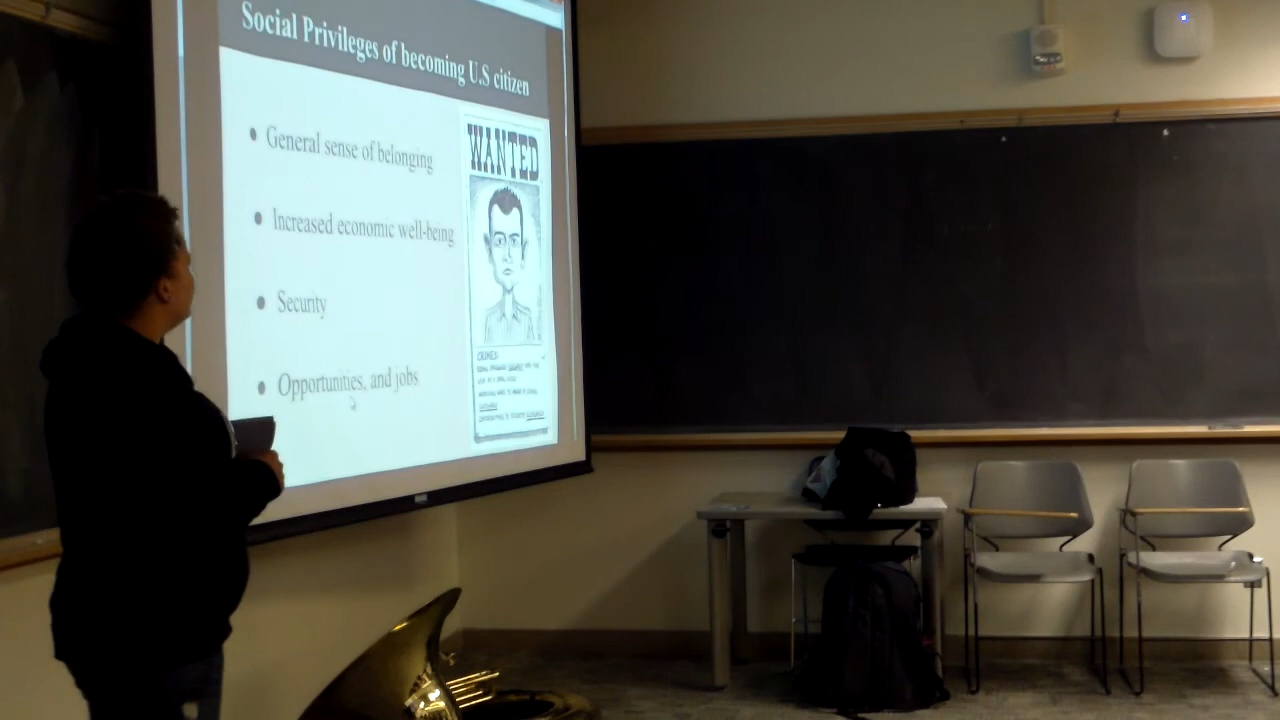 Social Privileges of becoming U.S citizen
General sense of belonging
Increased economic well-being
Security
Opportunities, and jobs
WANTED
CRIMES: